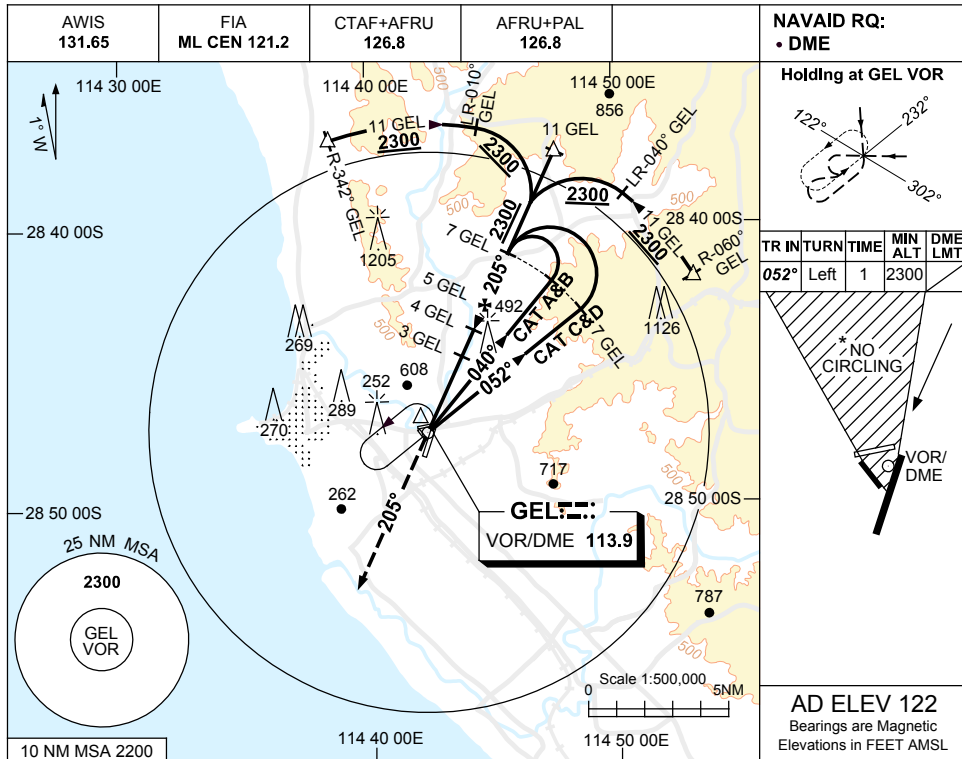 AWIS
131.65
FIA
ML CEN 121.2
CTAF+AFRU
126.8
AFRU+PAL
126.8
NAVAID RQ:
• DME
114 30 00E
114 40 00E
114 50 00E
1° W
LR-010° GEL
856
11 GEL
2300
2300
11 GEL
LR-040° GEL
R-342° GEL
500
500
2300
11 GEL
2300
R-060° GEL
28 40 00S
28 40 00S
1205
7 GEL
2300
205°
5 GEL
492
4 GEL
3 GEL
CAT A&B
CAT C&D
7 GEL
1126
500
500
269
040°
052°
608
252
289
270
500
262
717
205°
28 50 00S
28 50 00S
GEL
VOR/DME 113.9
25 NM MSA
2300
GEL
VOR
787
500
Scale 1:500,000
0
5NM
114 40 00E
114 50 00E
10 NM MSA 2200
Holding at GEL VOR
122°
232°
302°
TR IN
TURN
TIME
MIN ALT
DME LMT
052°
Left
1
2300
* NO
CIRCLING
VOR/
DME
AD ELEV 122
Bearings are Magnetic
Elevations in FEET AMSL